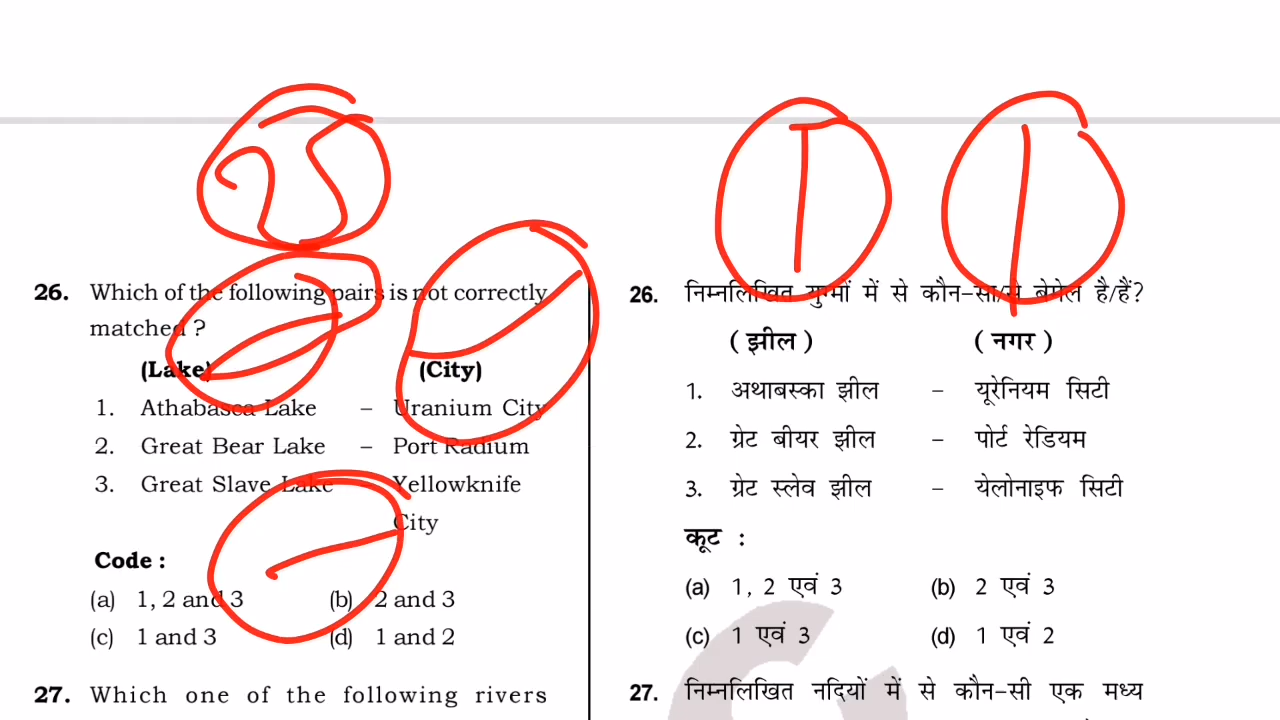 26. Which of the following pairs is not correctly
matched ?
(Lake) (City)
1. Athabasca Lake – Uranium City
2. Great Bear Lake – Port Radium
3. Great Slave Lake – Yellowknife
City
Code :
(a) 1, 2 and 3 (b) 2 and 3
(c) 1 and 3 (d) 1 and 2
27. Which one of the following rivers
26. निम्नलिखित युग्मों में से कौन-सा/से बेमेल है/हैं?
( झील ) ( नगर )
1. अथाबस्का झील – यूरेनियम सिटी
2. ग्रेट बीयर झील – पोर्ट रेडियम
3. ग्रेट स्लेव झील – येलोनाइफ सिटी
कूट :
(a) 1, 2 एवं 3 (b) 2 एवं 3
(c) 1 एवं 3 (d) 1 एवं 2
27. निम्नलिखित नदियों में से कौन-सी एक मध्य